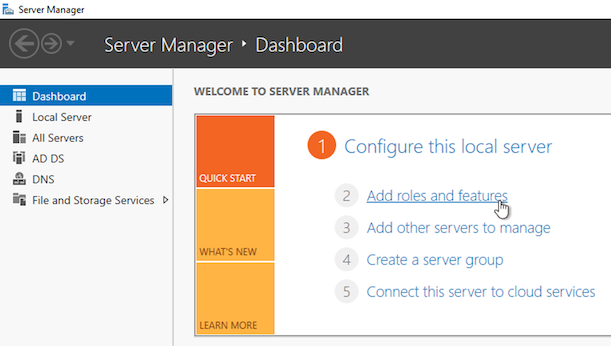 Server Manager
Server Manager ‣ Dashboard
Dashboard
Local Server
All Servers
AD DS
DNS
File and Storage Services
WELCOME TO SERVER MANAGER
QUICK START
WHAT'S NEW
LEARN MORE
1 Configure this local server
2 Add roles and features
3 Add other servers to manage
4 Create a server group
5 Connect this server to cloud services